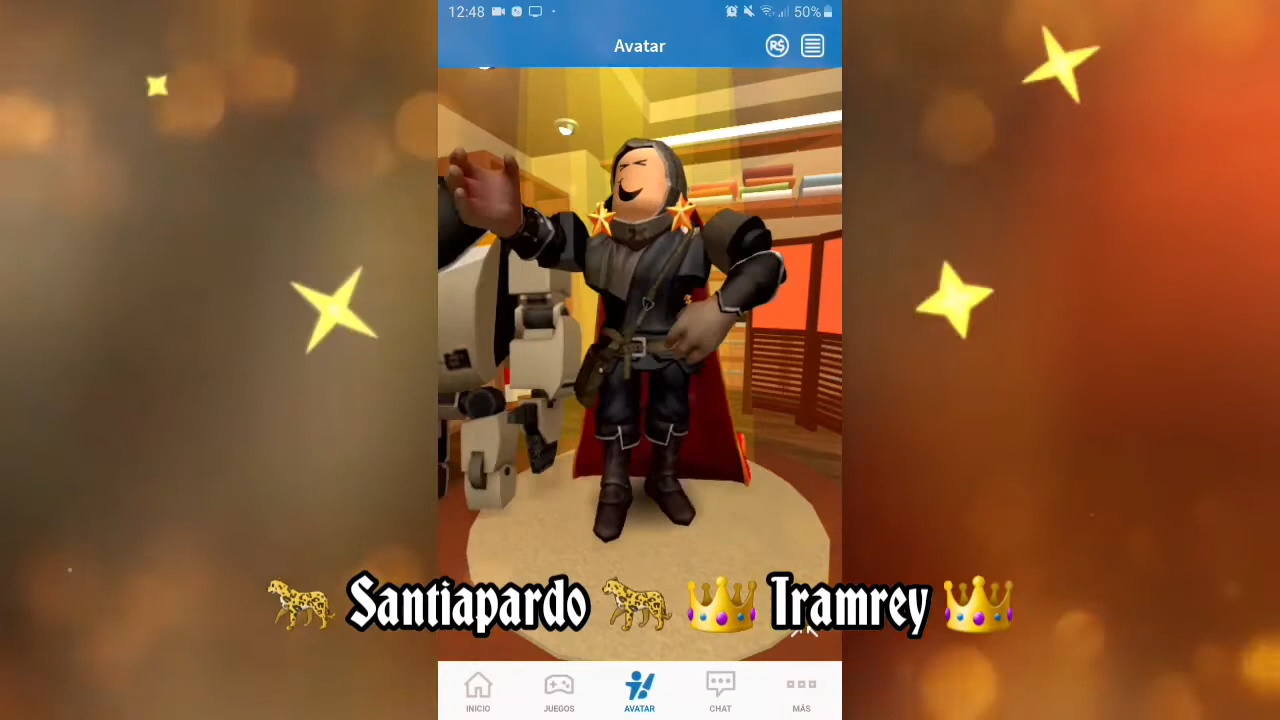 12:48
50%
Avatar
R$
🐆 Santiapardo 🐆 👑 Tramrey 👑
INICIO JUEGOS AVATAR CHAT MÁS